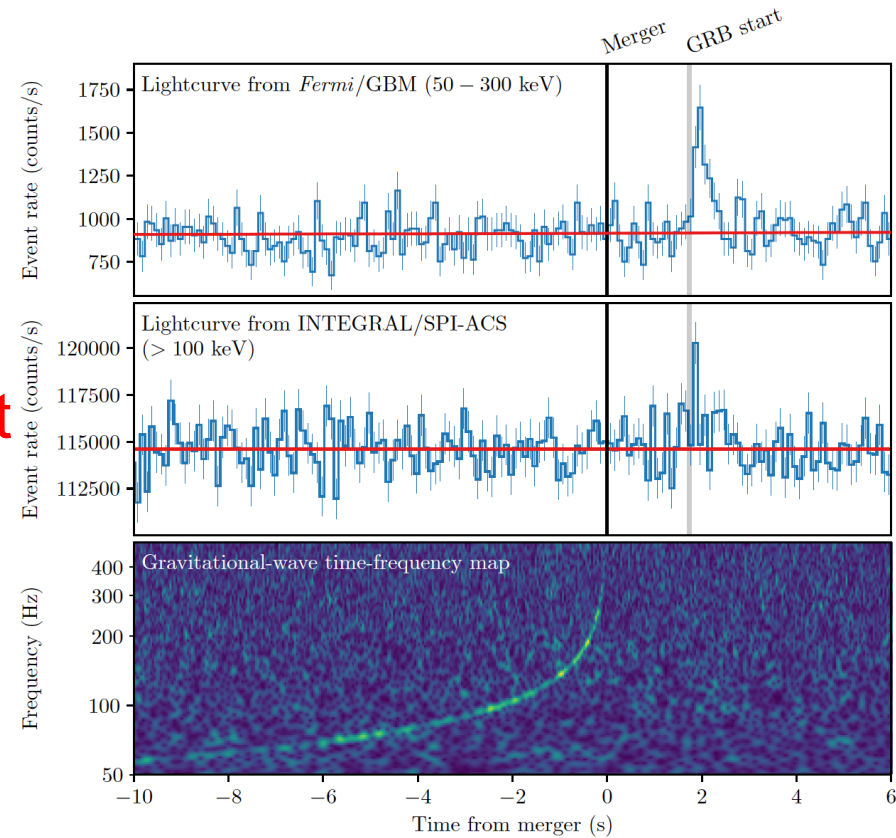 Merger
GRB start
Lightcurve from Fermi/GBM (50 − 300 keV)
Event rate (counts/s)
1750
1500
1250
1000
750
Lightcurve from INTEGRAL/SPI-ACS
(> 100 keV)
Event rate (counts/s)
120000
117500
115000
112500
t
Gravitational-wave time-frequency map
Frequency (Hz)
400
300
200
100
50
−10 −8 −6 −4 −2 0 2 4 6
Time from merger (s)